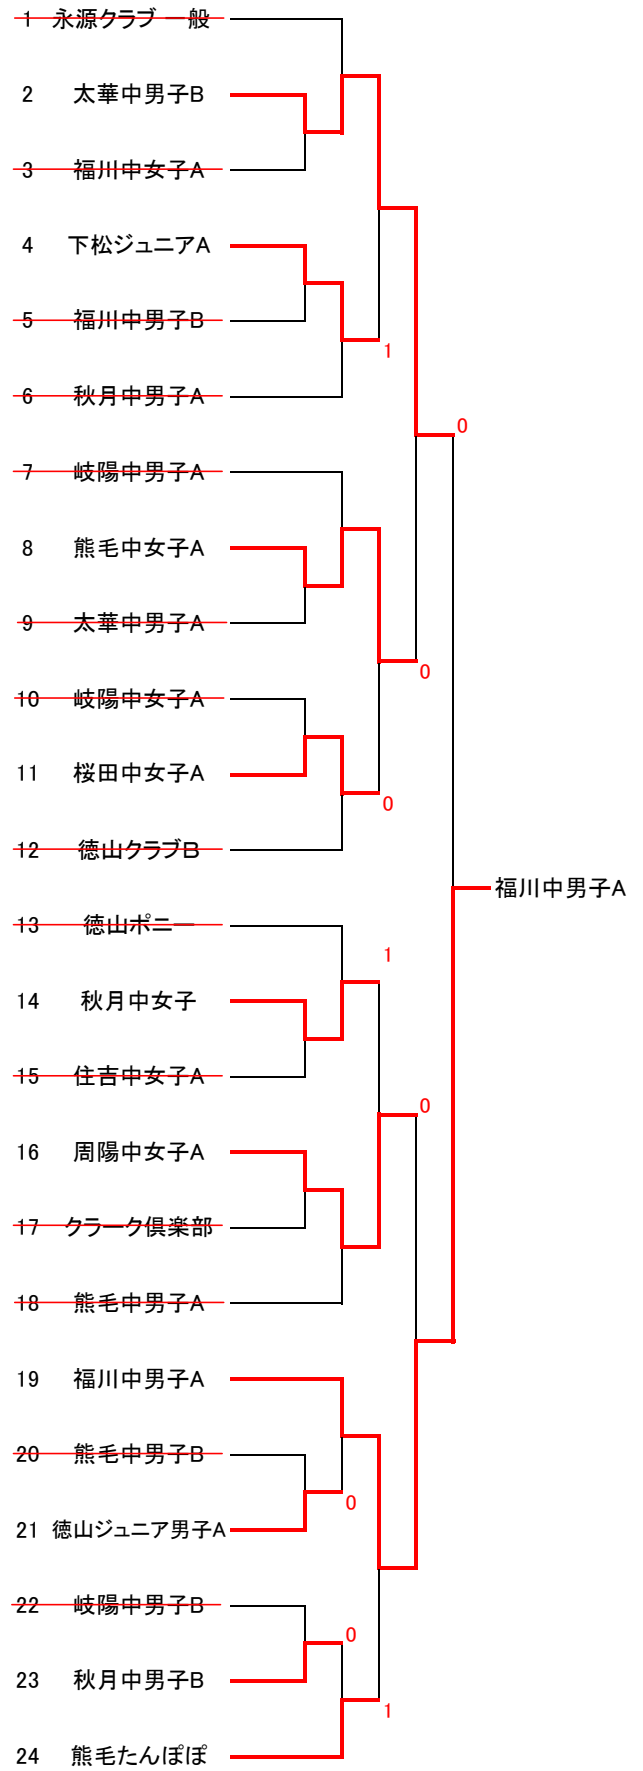 1 永源クラブ 一般
2 太華中男子B
3 福川中女子A
4 下松ジュニアA
5 福川中男子B
1
6 秋月中男子A
0
7 岐陽中男子A
8 熊毛中女子A
9 太華中男子A
0
10 岐陽中女子A
11 桜田中女子A
0
12 徳山クラブB
福川中男子A
13 徳山ポニー
1
14 秋月中女子
15 住吉中女子A
0
16 周陽中女子A
17 クラーク倶楽部
18 熊毛中男子A
19 福川中男子A
20 熊毛中男子B
0
21 徳山ジュニア男子A
22 岐陽中男子B
0
23 秋月中男子B
1
24 熊毛たんぽぽ